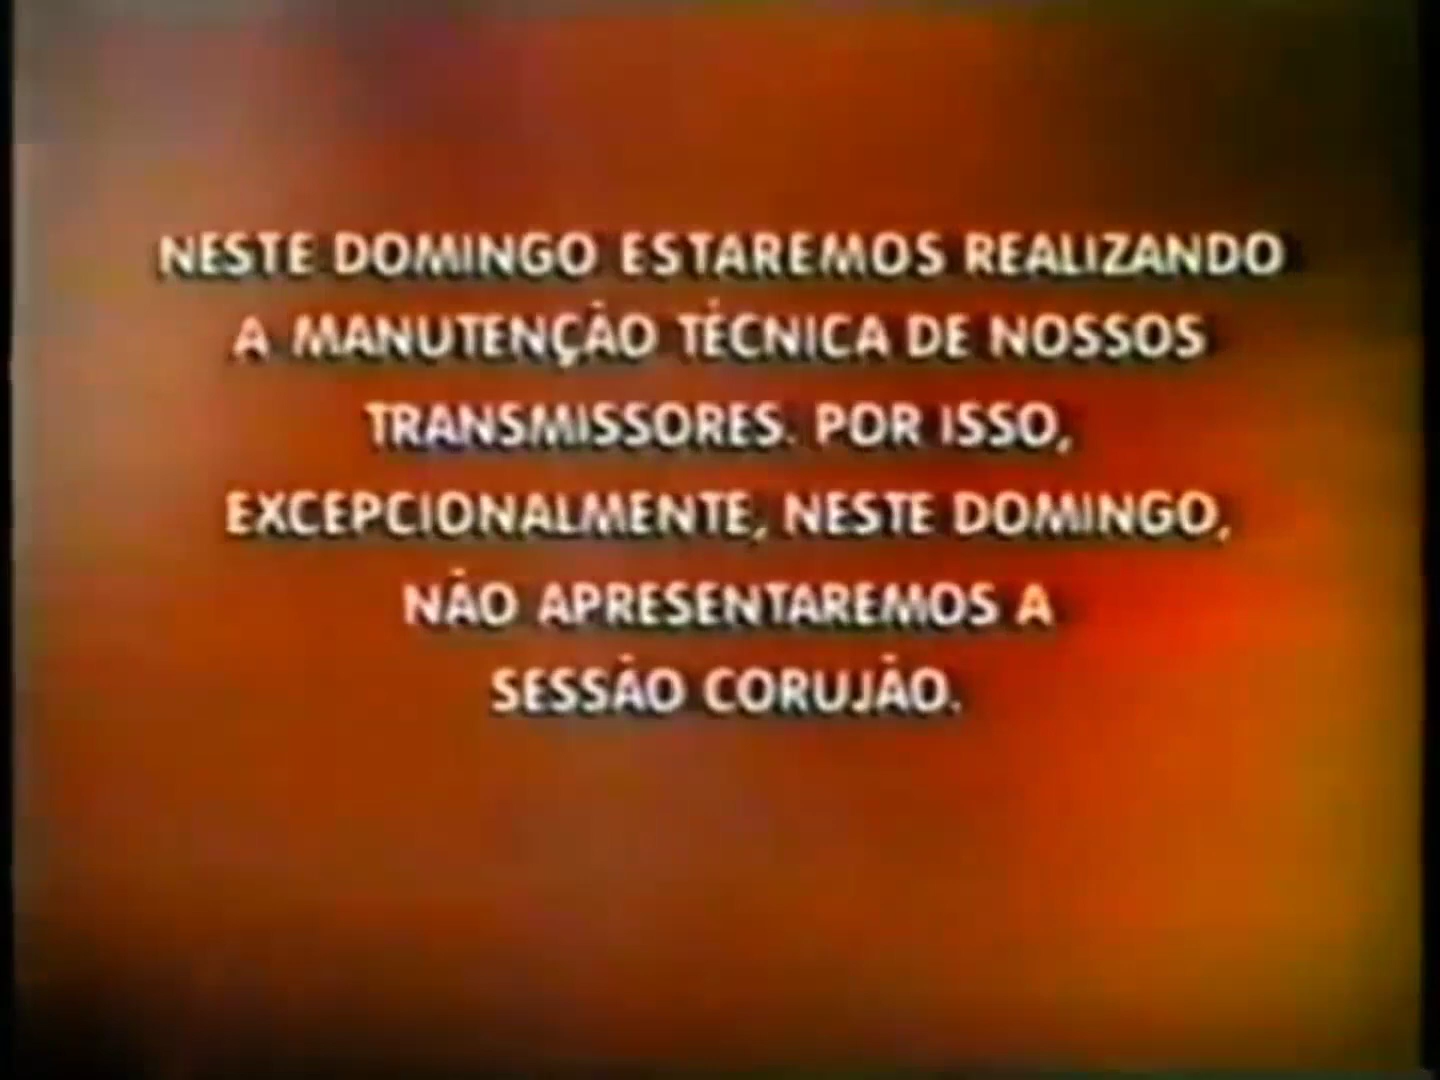 NESTE DOMINGO ESTAREMOS REALIZANDO
A MANUTENÇÃO TÉCNICA DE NOSSOS
TRANSMISSORES. POR ISSO,
EXCEPCIONALMENTE, NESTE DOMINGO,
NÃO APRESENTAREMOS A
SESSÃO CORUJÃO.